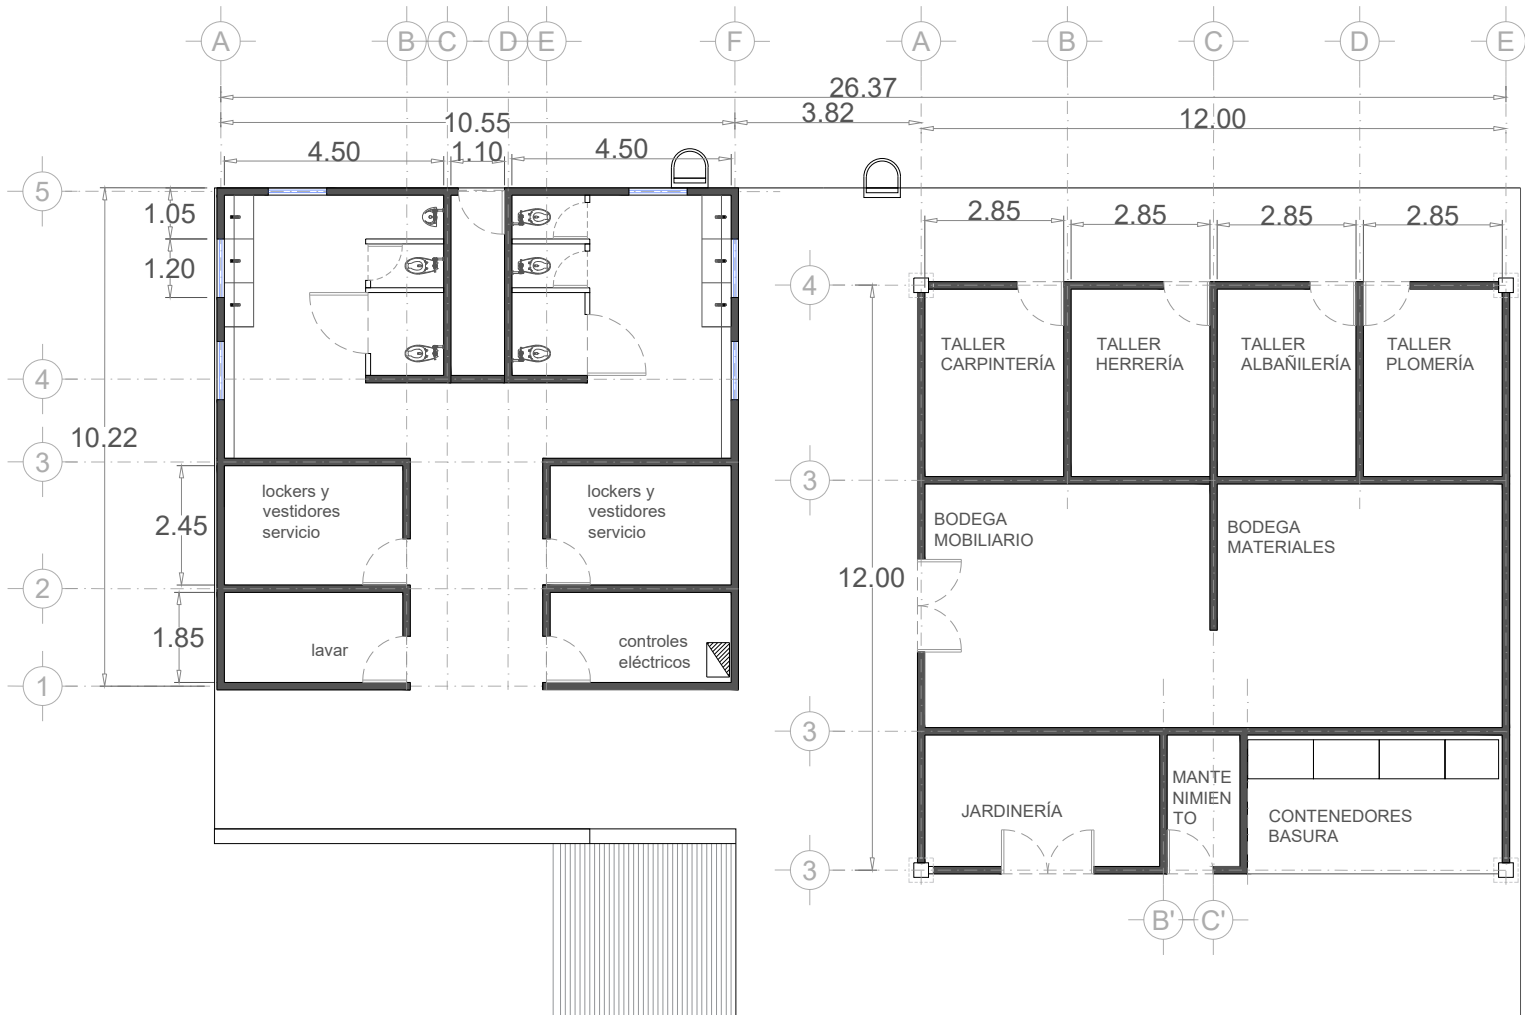 A
B
C
D
E
F
A
B
C
D
E
26.37
10.55
3.82
12.00
4.50
1.10
4.50
5
1.05
1.20
2.85
2.85
2.85
2.85
4
TALLER
CARPINTERÍA
TALLER
HERRERÍA
TALLER
ALBAÑILERÍA
TALLER
PLOMERÍA
4
10.22
3
3
lockers y
vestidores
servicio
lockers y
vestidores
servicio
2.45
BODEGA
MOBILIARIO
BODEGA
MATERIALES
12.00
2
1.85
lavar
controles
eléctricos
1
3
JARDINERÍA
MANTE
NIMIEN
TO
CONTENEDORES
BASURA
3
B'
C'